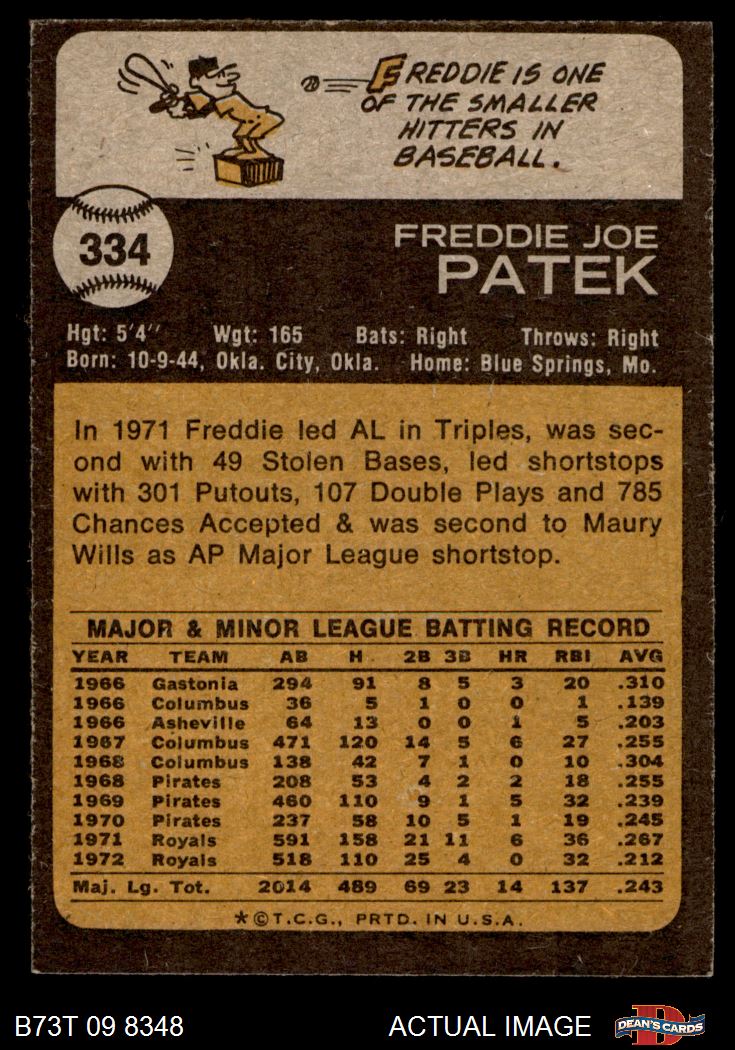 FREDDIE IS ONE
OF THE SMALLER
HITTERS IN
BASEBALL.
334
FREDDIE JOE
PATEK
Hgt: 5'4" Wgt: 165 Bats: Right Throws: Right
Born: 10-9-44, Okla. City, Okla. Home: Blue Springs, Mo.
In 1971 Freddie led AL in Triples, was sec-
ond with 49 Stolen Bases, led shortstops
with 301 Putouts, 107 Double Plays and 785
Chances Accepted & was second to Maury
Wills as AP Major League shortstop.
MAJOR & MINOR LEAGUE BATTING RECORD
YEAR TEAM AB H 2B 3B HR RBI AVG
1966 Gastonia 294 91 8 5 3 20 .310
1966 Columbus 36 5 1 0 0 1 .139
1966 Asheville 64 13 0 0 1 5 .203
1967 Columbus 471 120 14 5 6 27 .255
1968 Columbus 138 42 7 1 0 10 .304
1968 Pirates 208 53 4 2 2 18 .255
1969 Pirates 460 110 9 1 5 32 .239
1970 Pirates 237 58 10 5 1 19 .245
1971 Royals 591 158 21 11 6 36 .267
1972 Royals 518 110 25 4 0 32 .212
Maj. Lg. Tot. 2014 489 69 23 14 137 .243
*©T.C.G., PRTD. IN U.S.A.
B73T 09 8348 ACTUAL IMAGE DEAN'S CARDS